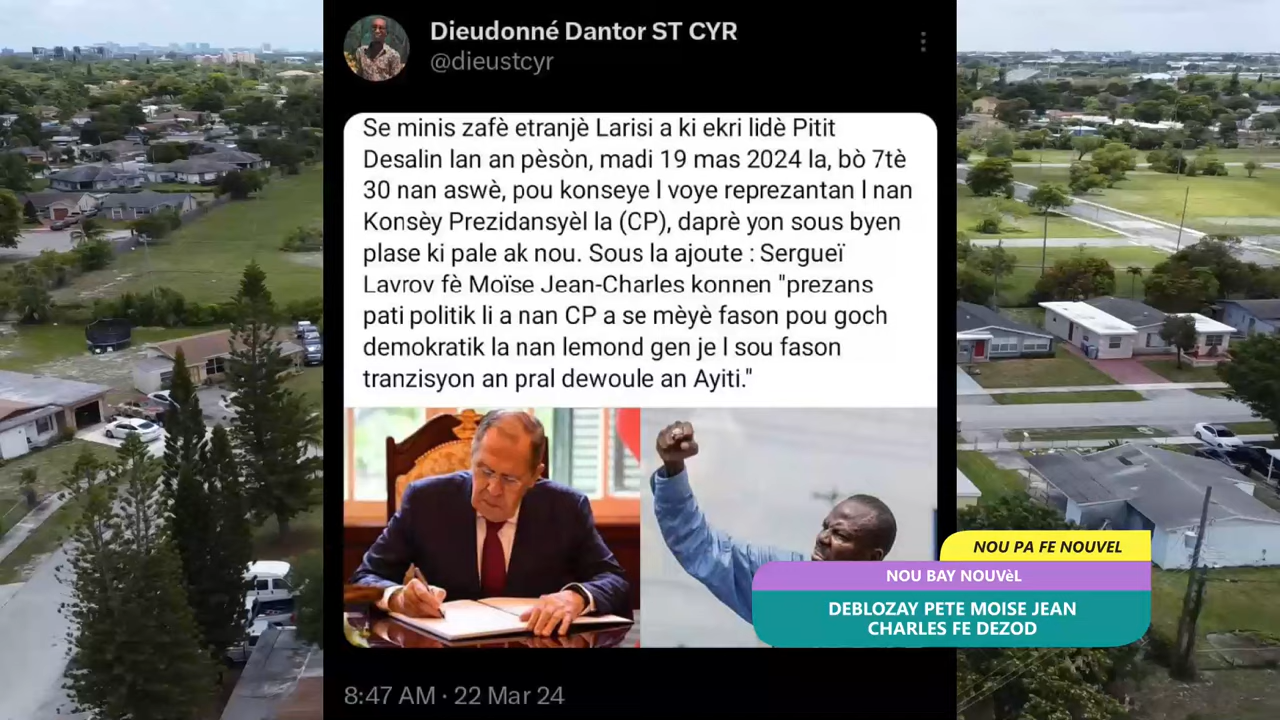 Dieudonné Dantor ST CYR
@dieustcyr
Se minis zafè etranjè Larisi a ki ekri lidè Pitit
Desalin lan an pèsòn, madi 19 mas 2024 la, bò 7tè
30 nan aswè, pou konseye l voye reprezantan l nan
Konsèy Prezidansyèl la (CP), daprè yon sous byen
plase ki pale ak nou. Sous la ajoute : Sergueï
Lavrov fè Moïse Jean-Charles konnen "prezans
pati politik li a nan CP a se mèyè fason pou goch
demokratik la nan lemond gen je l sou fason
tranzisyon an pral dewoule an Ayiti."
NOU PA FE NOUVEL
NOU BAY NOUVèL
DEBLOZAY PETE MOISE JEAN
CHARLES FE DEZOD
8:47 AM · 22 Mar 24